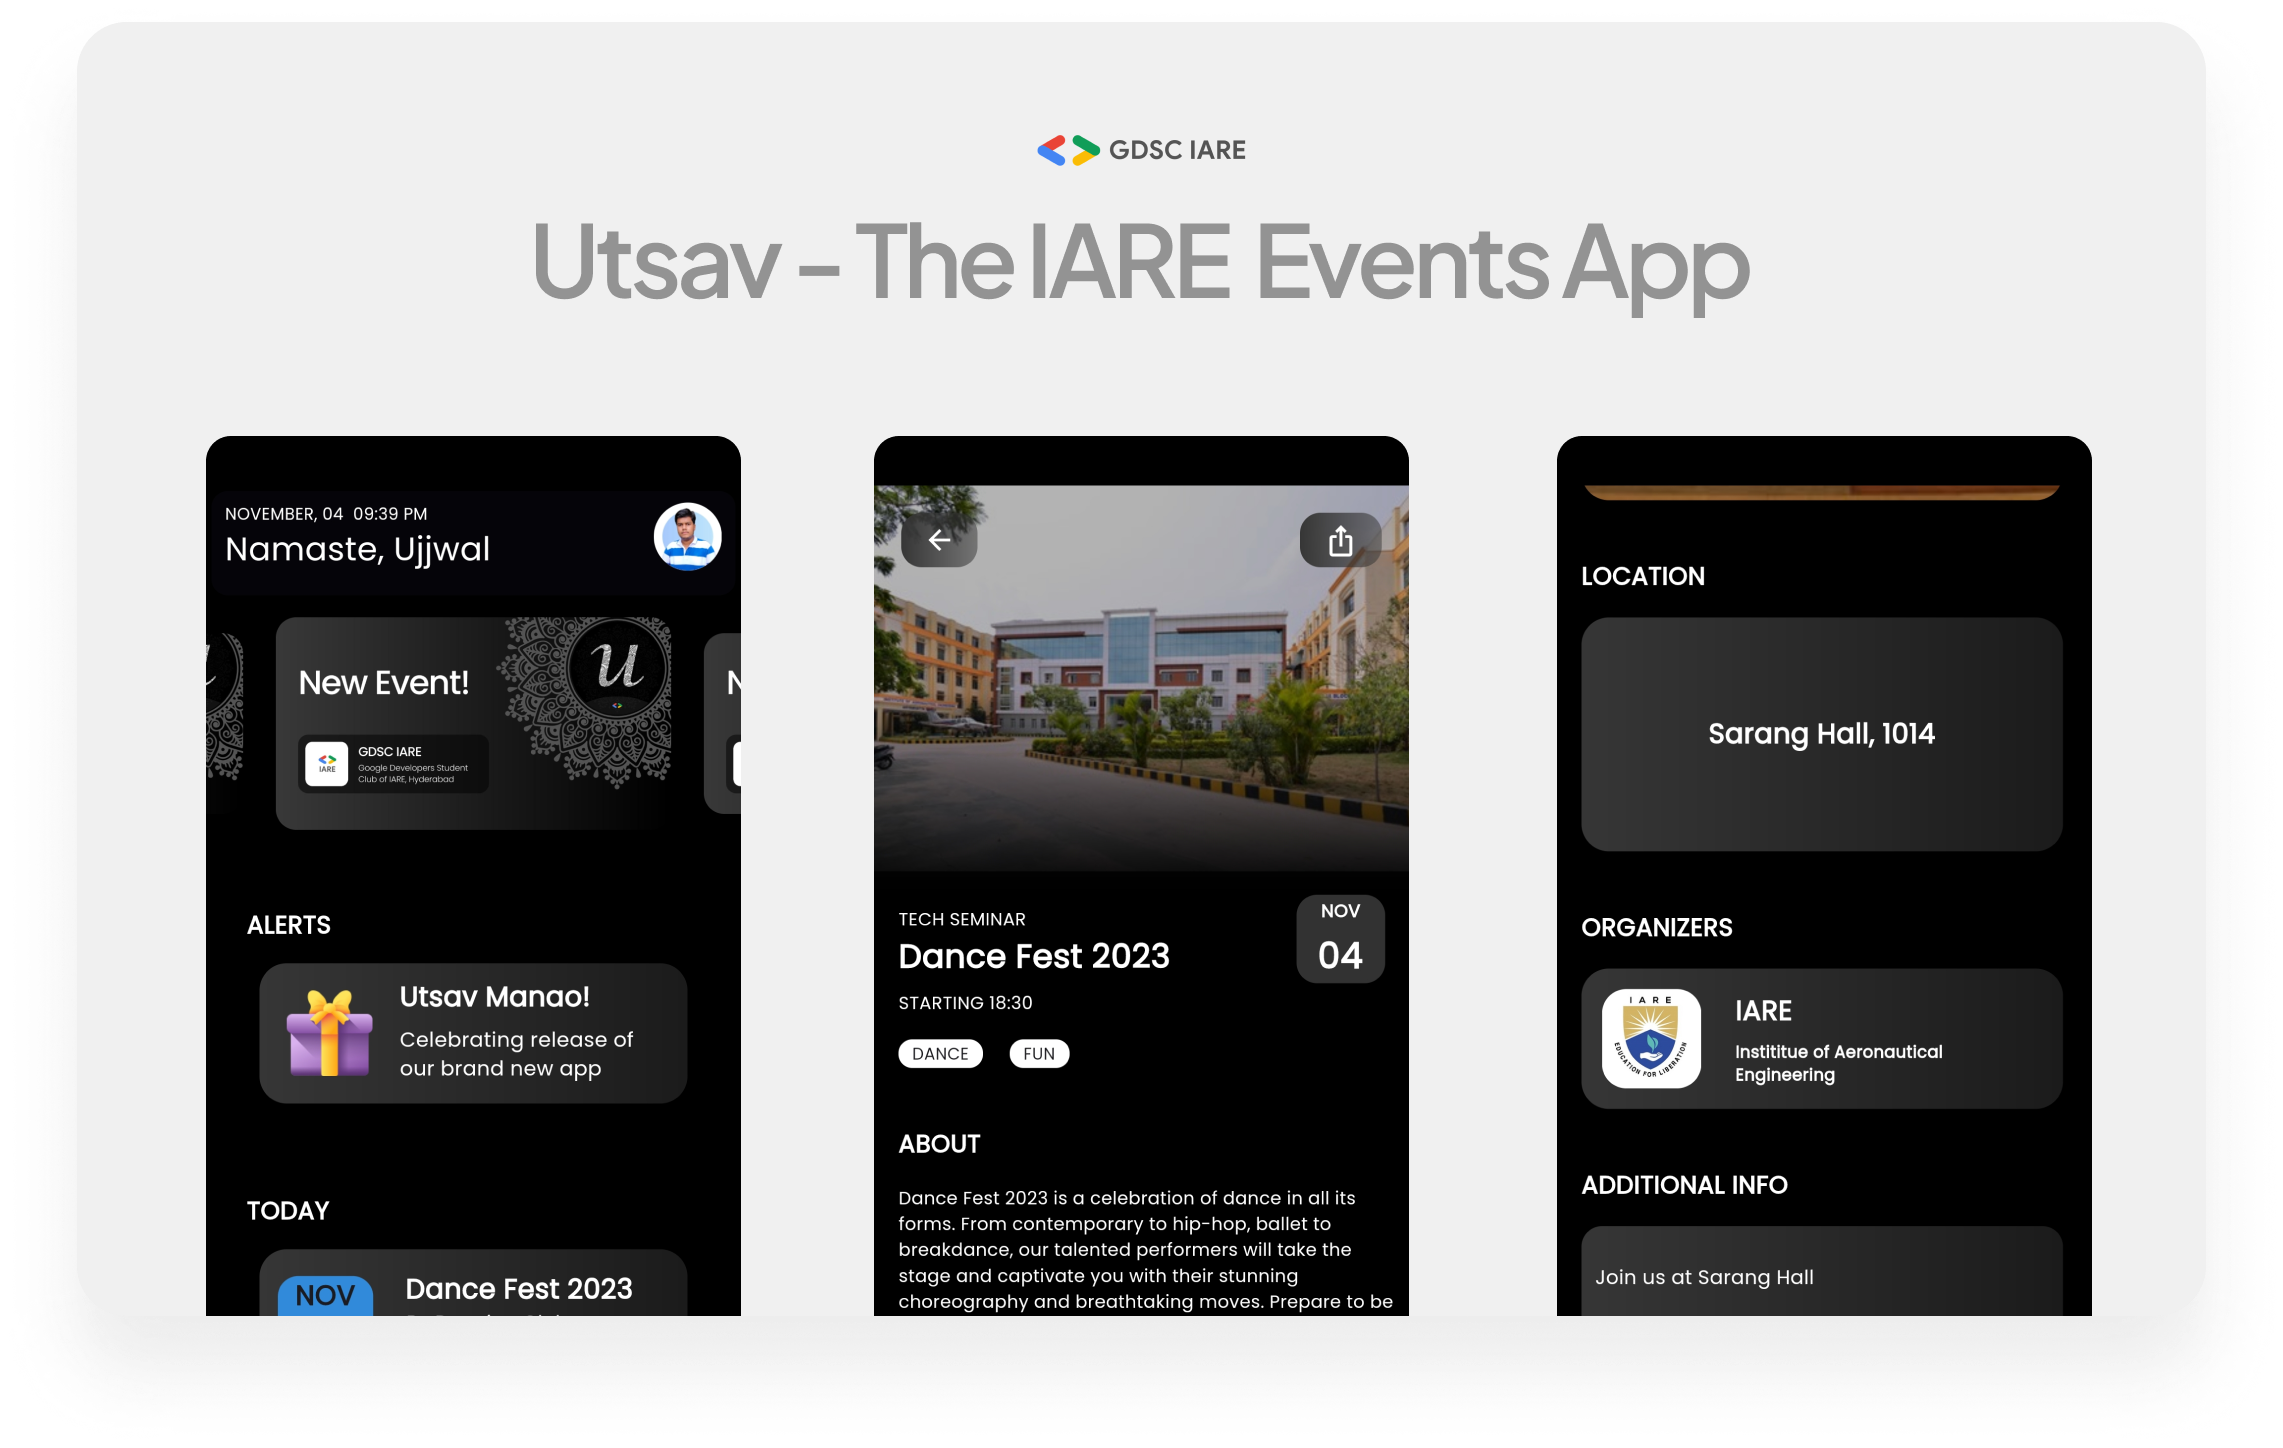 GDSC IARE
Utsav – The IARE Events App
NOVEMBER, 04 09:39 PM
Namaste, Ujjwal
New Event!
GDSC IARE
IARE
Google Developers Student
Club of IARE, Hyderabad
N
ALERTS
Utsav Manao!
Celebrating release of
our brand new app
TODAY
NOV
Dance Fest 2023
TECH SEMINAR
Dance Fest 2023
NOV
04
STARTING 18:30
DANCE
FUN
ABOUT
Dance Fest 2023 is a celebration of dance in all its
forms. From contemporary to hip-hop, ballet to
breakdance, our talented performers will take the
stage and captivate you with their stunning
choreography and breathtaking moves. Prepare to be
LOCATION
Sarang Hall, 1014
ORGANIZERS
IARE
EDUCATION FOR LIBERATION
IARE
Instititue of Aeronautical
Engineering
ADDITIONAL INFO
Join us at Sarang Hall